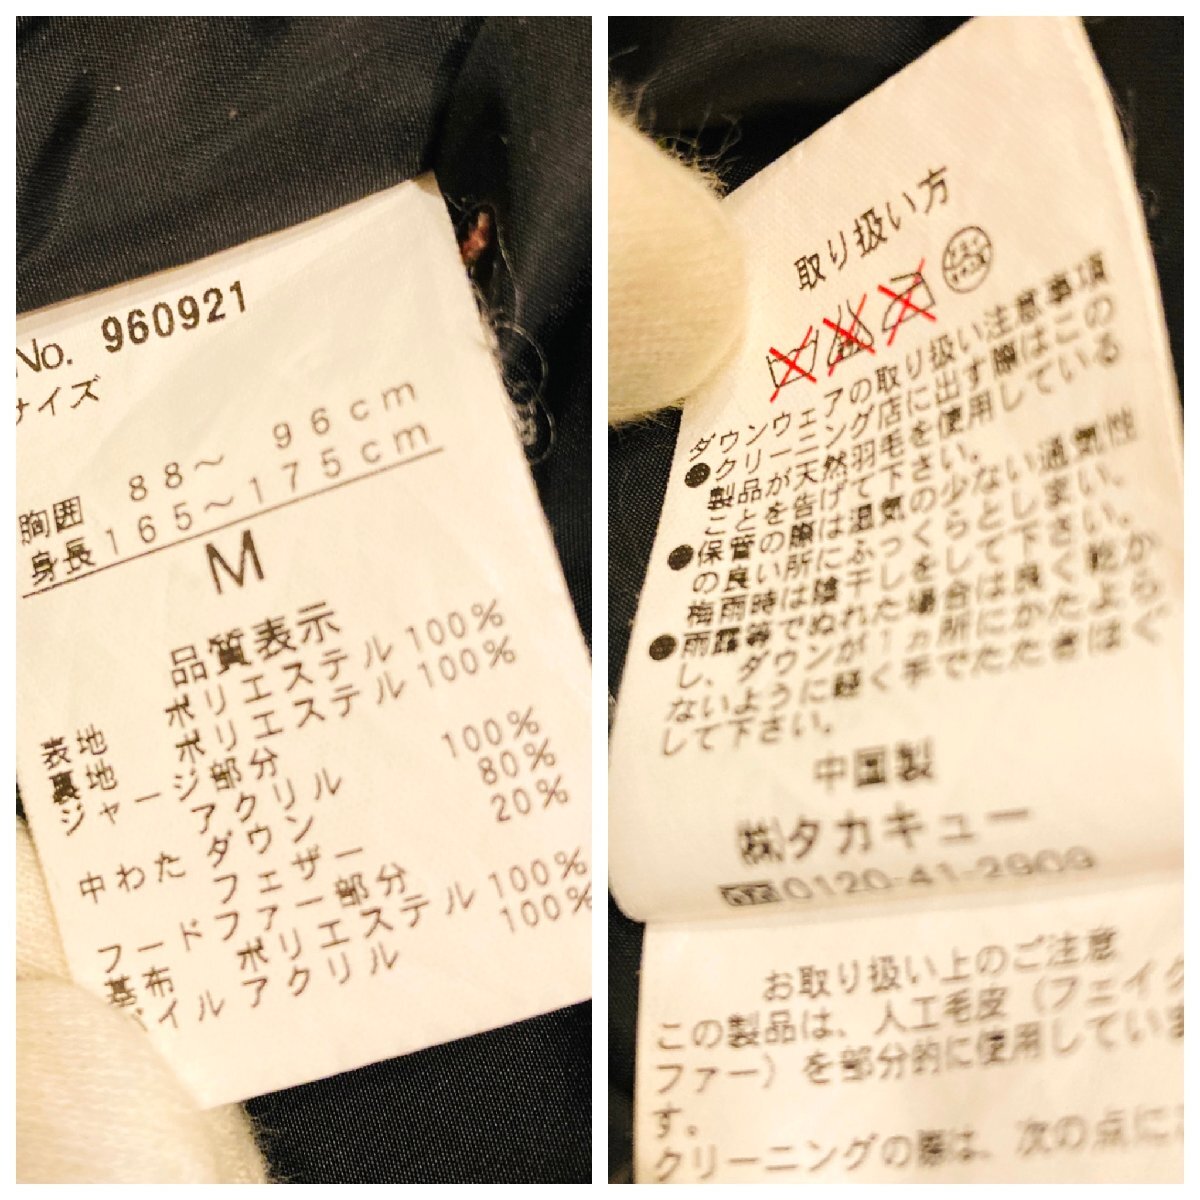 No. 960921
サイズ
胸囲 88～ 96cm
身長 165～175cm
M
品質表示
表地 ポリエステル 100%
裏地 ポリエステル 100%
ジャージ部分
アクリル 100%
中わた ダウン 80%
フェザー 20%
フードファー部分
基布 ポリエステル 100%
パイル アクリル 100%
取り扱い方
ダウンウェアの取り扱い注意事項
●クリーニング店に出す際はこの
製品が天然羽毛を使用している
ことを告げて下さい。
●保管の際は湿気の少ない通気性
の良い所にふっくらとしまい、
梅雨時は陰干しをして下さい。
●雨露等でぬれた場合は良く乾か
し、ダウンが1ヵ所にかたよら
ないように軽く手でたたきほぐ
して下さい。
中国製
㈱タカキュー
0120-41-2909
お取り扱い上のご注意
この製品は、人工毛皮（フェイク
ファー）を部分的に使用していま
す。
クリーニングの際は、次の点に